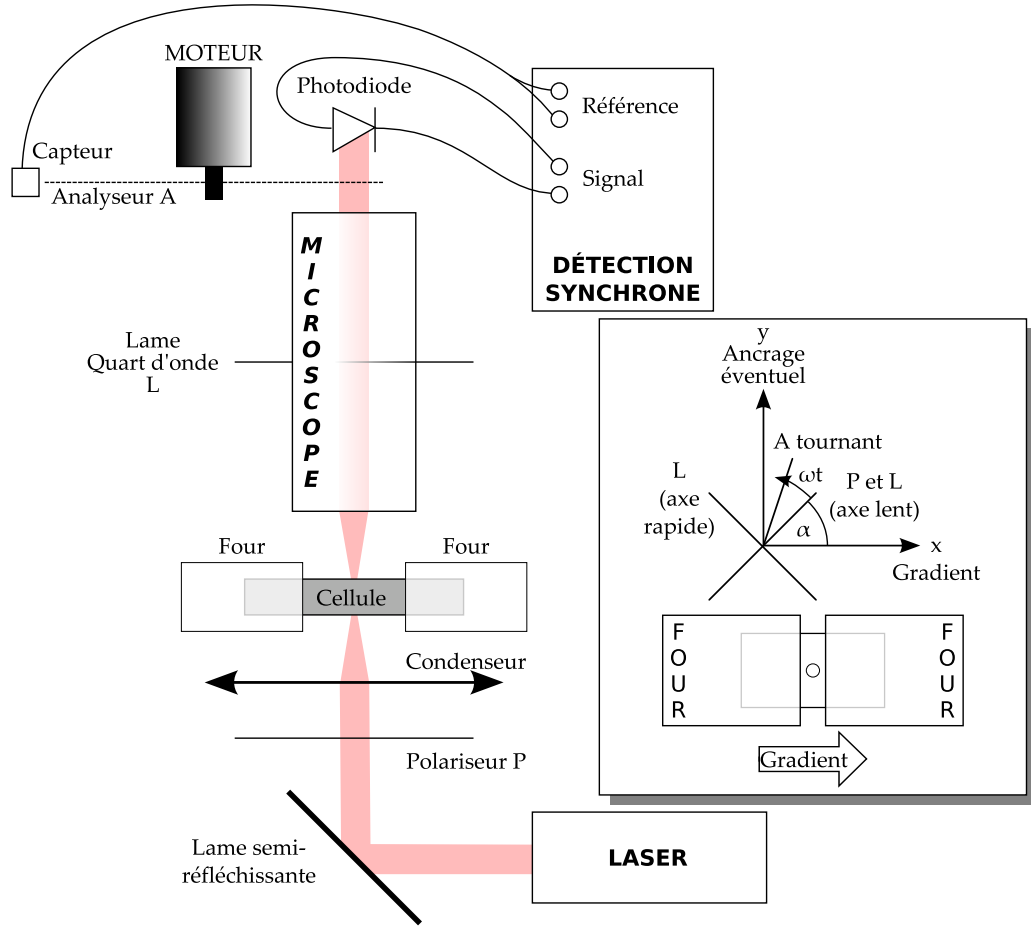 MOTEUR
Photodiode
Référence
Capteur
Analyseur A
Signal
MICROSCOPE
DÉTECTION
SYNCHRONE
Lame
Quart d'onde
L
y
Ancrage
éventuel
A tournant
L
(axe
rapide)
ωt
P et L
(axe lent)
α
x
Gradient
Four
Four
Cellule
FOUR
FOUR
Condenseur
Gradient
Polariseur P
Lame semi-
réfléchissante
LASER